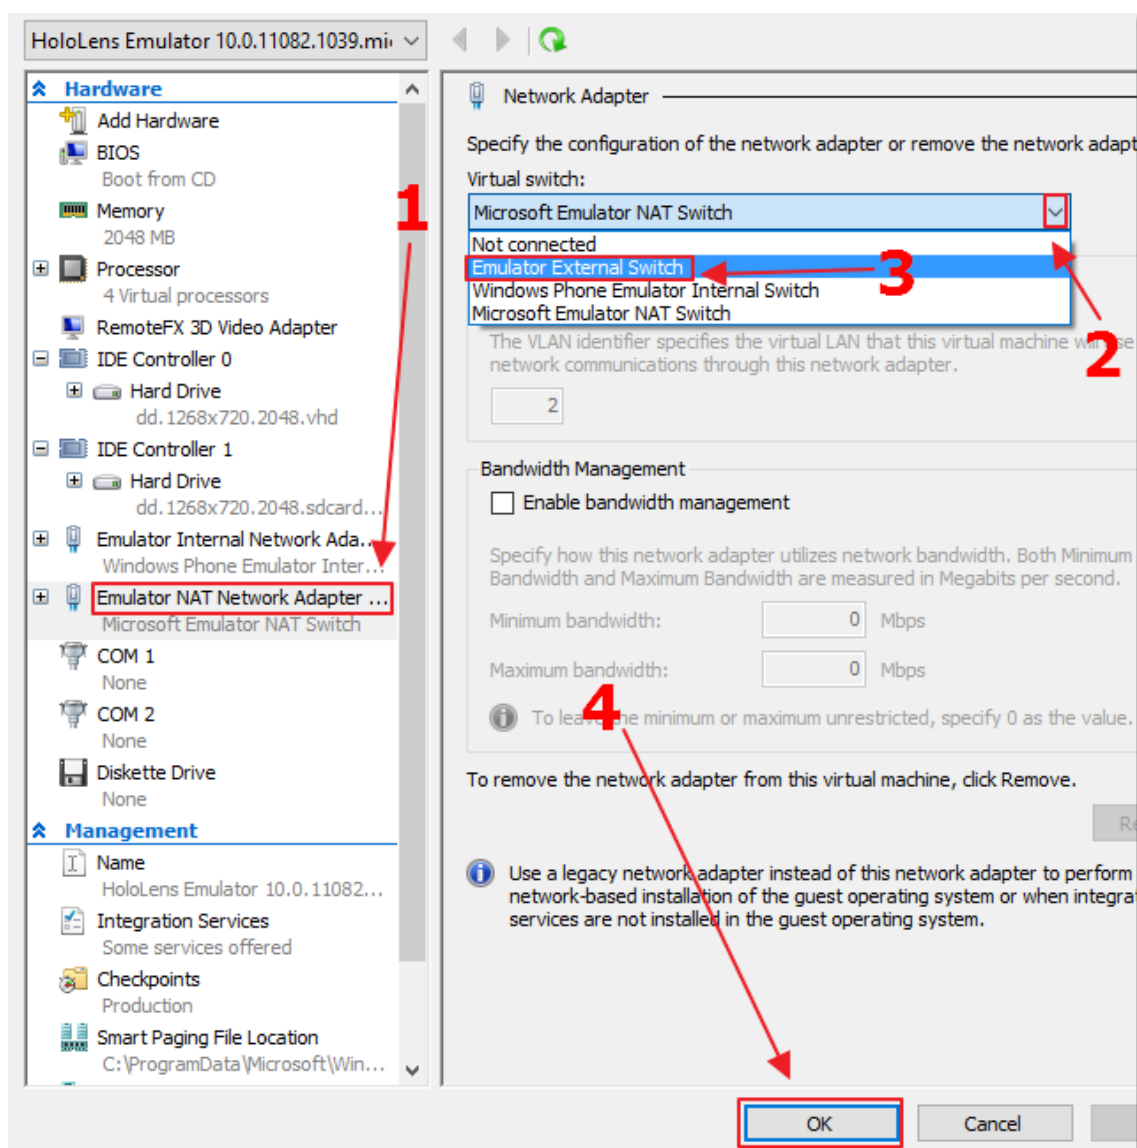 HoloLens Emulator 10.0.11082.1039.mi
Hardware
Add Hardware
BIOS
Boot from CD
Memory
2048 MB
Processor
4 Virtual processors
RemoteFX 3D Video Adapter
IDE Controller 0
Hard Drive
dd.1268x720.2048.vhd
IDE Controller 1
Hard Drive
dd.1268x720.2048.sdcard...
Emulator Internal Network Ada...
Windows Phone Emulator Inter...
Emulator NAT Network Adapter ...
Microsoft Emulator NAT Switch
COM 1
None
COM 2
None
Diskette Drive
None
Management
Name
HoloLens Emulator 10.0.11082...
Integration Services
Some services offered
Checkpoints
Production
Smart Paging File Location
C:\ProgramData\Microsoft\Win...
1
Network Adapter
Specify the configuration of the network adapter or remove the network adapt
Virtual switch:
Microsoft Emulator NAT Switch
Not connected
Emulator External Switch
3
Windows Phone Emulator Internal Switch
Microsoft Emulator NAT Switch
2
The VLAN identifier specifies the virtual LAN that this virtual machine will use
network communications through this network adapter.
2
Bandwidth Management
Enable bandwidth management
Specify how this network adapter utilizes network bandwidth. Both Minimum
Bandwidth and Maximum Bandwidth are measured in Megabits per second.
Minimum bandwidth: 0 Mbps
Maximum bandwidth: 0 Mbps
4
To leave the minimum or maximum unrestricted, specify 0 as the value.
To remove the network adapter from this virtual machine, click Remove.
Re
Use a legacy network adapter instead of this network adapter to perform
network-based installation of the guest operating system or when integrat
services are not installed in the guest operating system.
OK Cancel